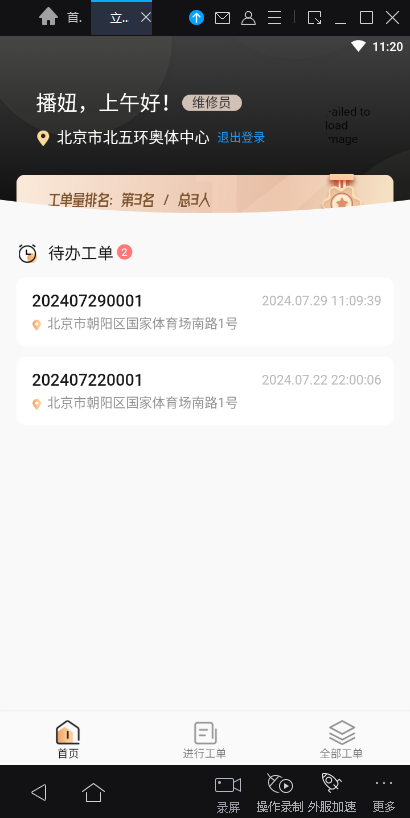 首.
立..
11:20
播妞，上午好！ 维修员
北京市北五环奥体中心 退出登录
ailed to
load
mage
工单量排名: 第3名 / 总3人
待办工单 2
202407290001 2024.07.29 11:09:39
北京市朝阳区国家体育场南路1号
202407220001 2024.07.22 22:00:06
北京市朝阳区国家体育场南路1号
首页 进行工单 全部工单
录屏 操作录制 外服加速 更多